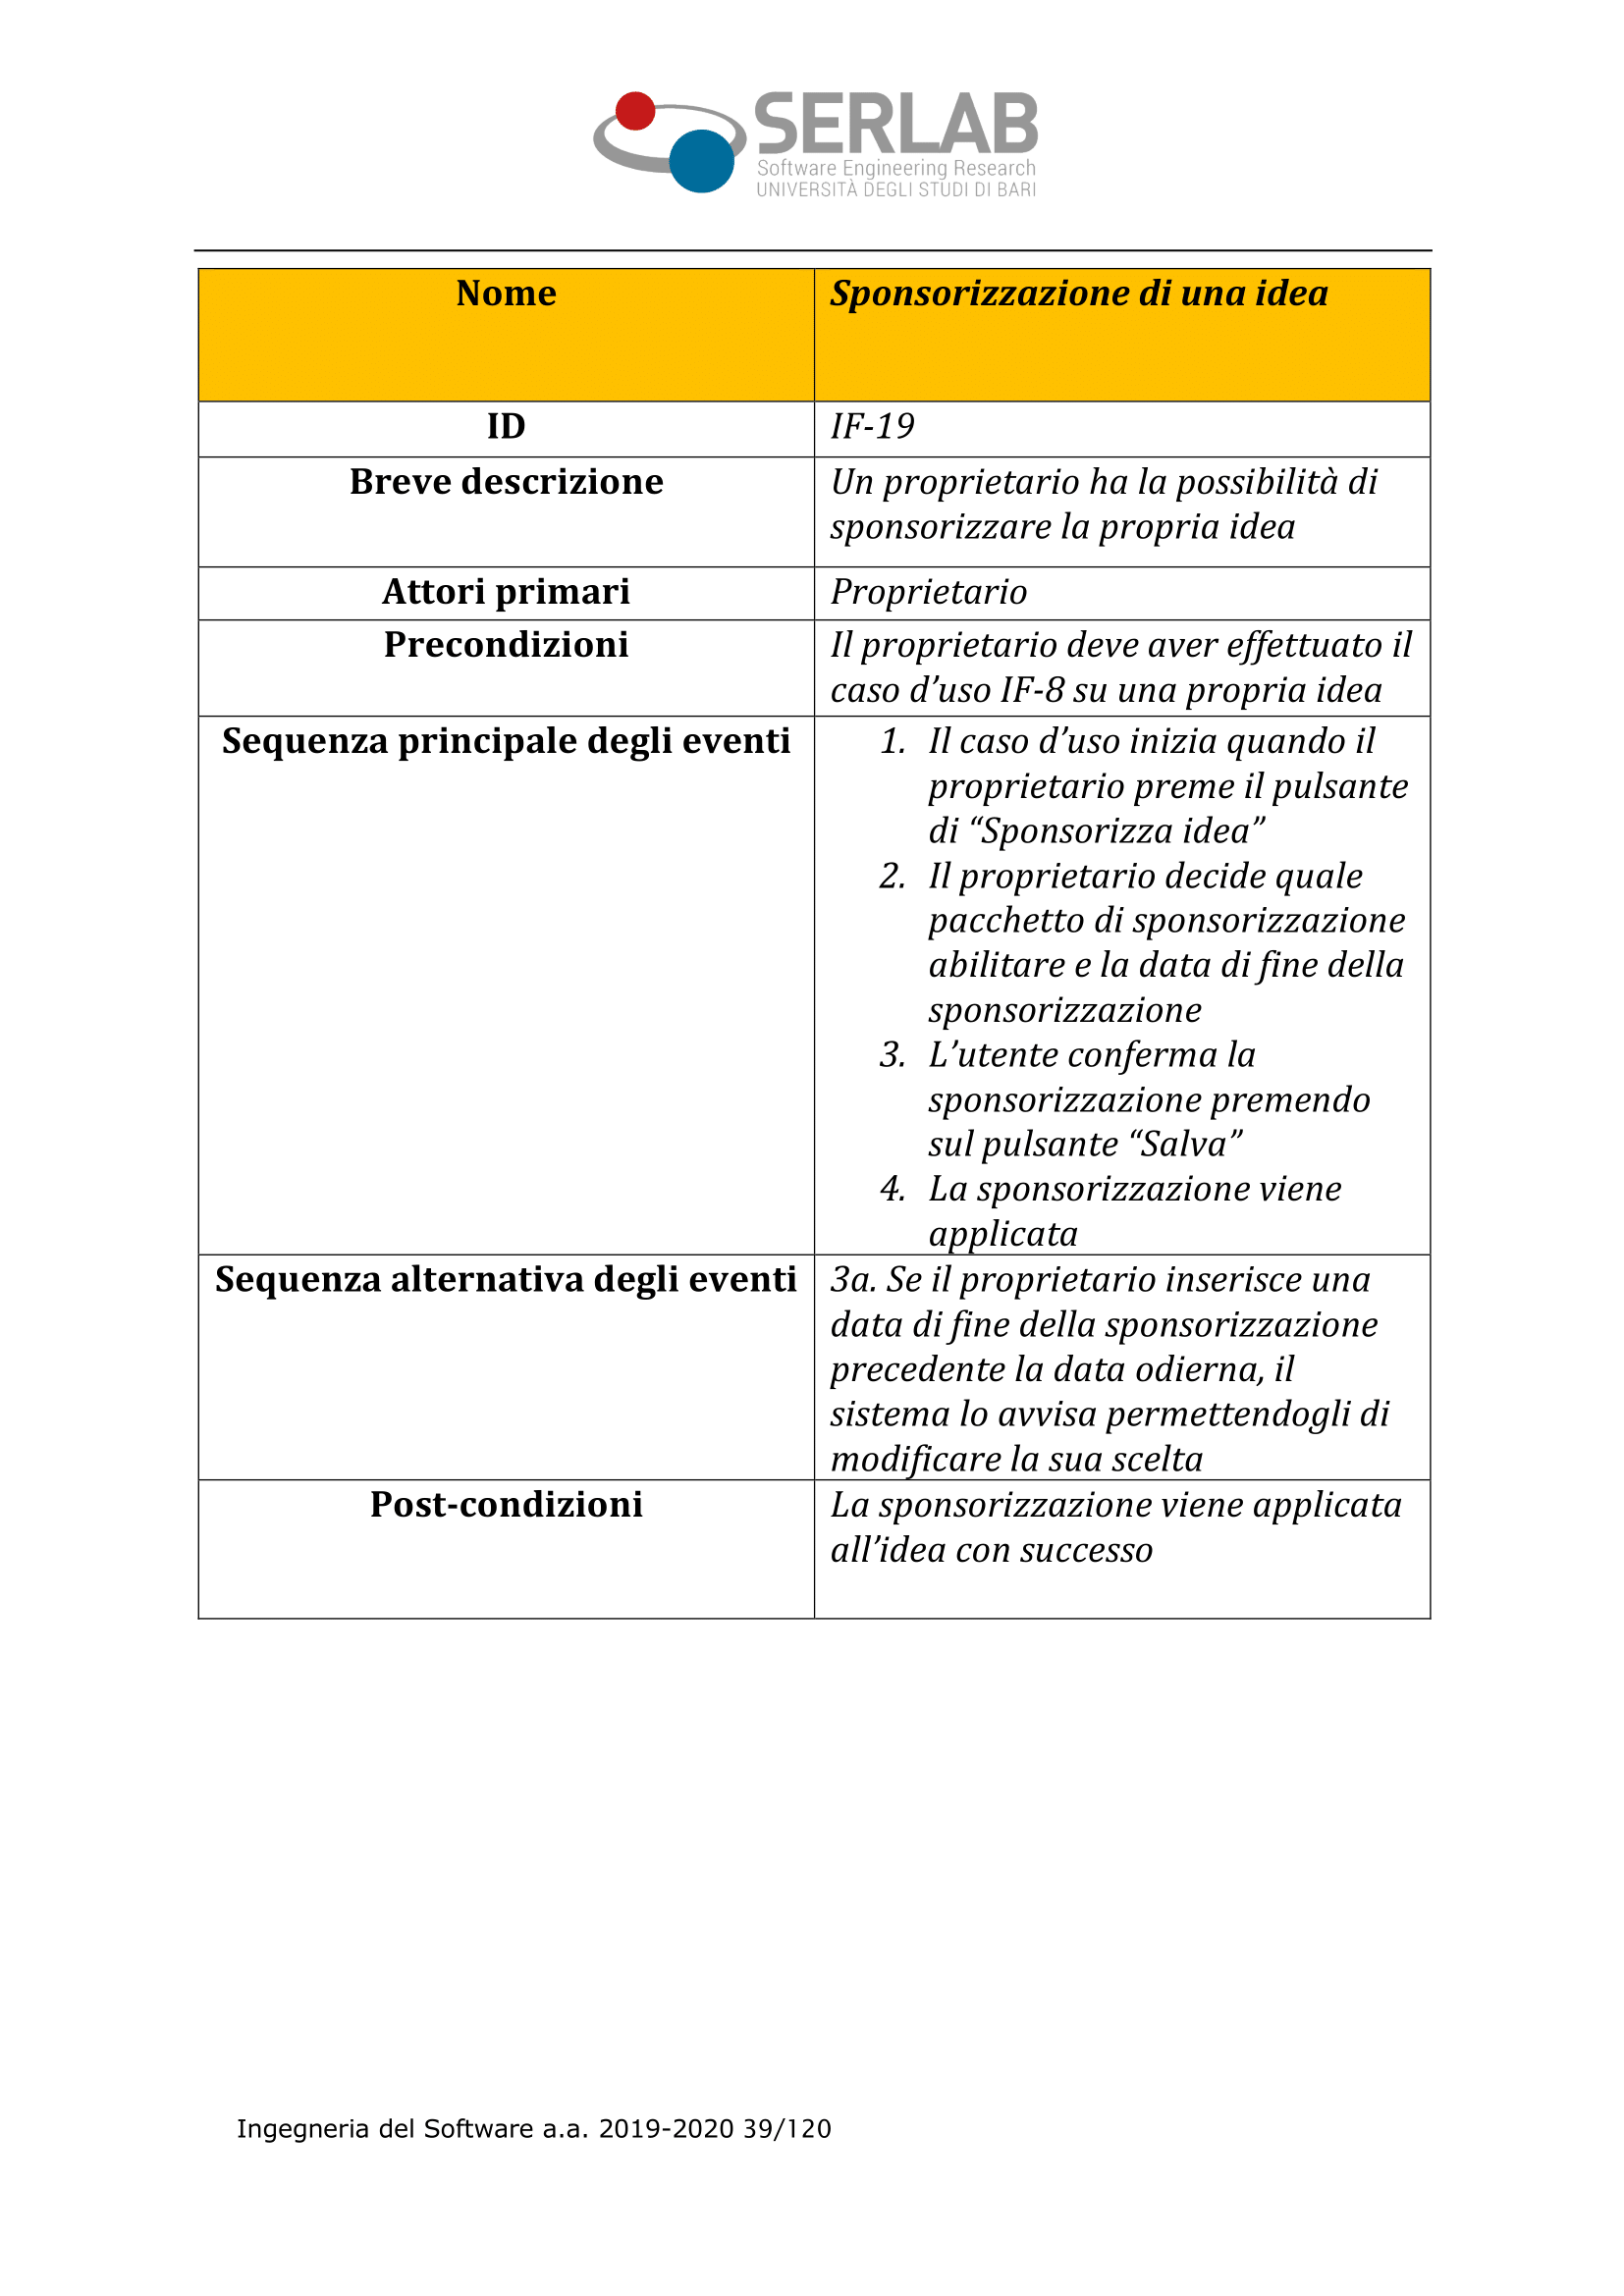 SERLAB
Software Engineering Research
UNIVERSITÀ DEGLI STUDI DI BARI
Nome
Sponsorizzazione di una idea
ID
IF-19
Breve descrizione
Un proprietario ha la possibilità di
sponsorizzare la propria idea
Attori primari
Proprietario
Precondizioni
Il proprietario deve aver effettuato il
caso d’uso IF-8 su una propria idea
Sequenza principale degli eventi
1. Il caso d’uso inizia quando il
proprietario preme il pulsante
di “Sponsorizza idea”
2. Il proprietario decide quale
pacchetto di sponsorizzazione
abilitare e la data di fine della
sponsorizzazione
3. L’utente conferma la
sponsorizzazione premendo
sul pulsante “Salva”
4. La sponsorizzazione viene
applicata
Sequenza alternativa degli eventi
3a. Se il proprietario inserisce una
data di fine della sponsorizzazione
precedente la data odierna, il
sistema lo avvisa permettendogli di
modificare la sua scelta
Post-condizioni
La sponsorizzazione viene applicata
all’idea con successo
Ingegneria del Software a.a. 2019-2020 39/120